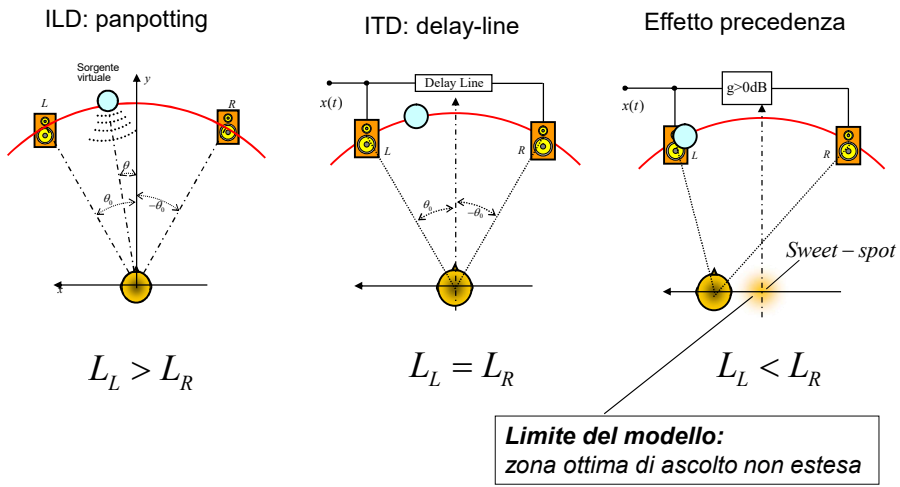 ILD: panpotting
ITD: delay-line
Effetto precedenza
Sorgente
virtuale
y
L
R
θ
θ₀
−θ₀
x
L_L > L_R
Delay Line
x(t)
L
R
θ₀
−θ₀
L_L = L_R
g>0dB
x(t)
L
R
Sweet − spot
L_L < L_R
Limite del modello:
zona ottima di ascolto non estesa